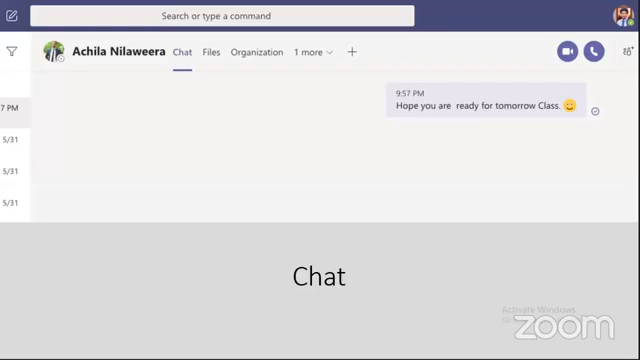 Search or type a command
Achila Nilaweera Chat Files Organization 1 more
9:57 PM
Hope you are ready for tomorrow Class.
7 PM
5/31
5/31
5/31
Chat
Activate Windows
zoom